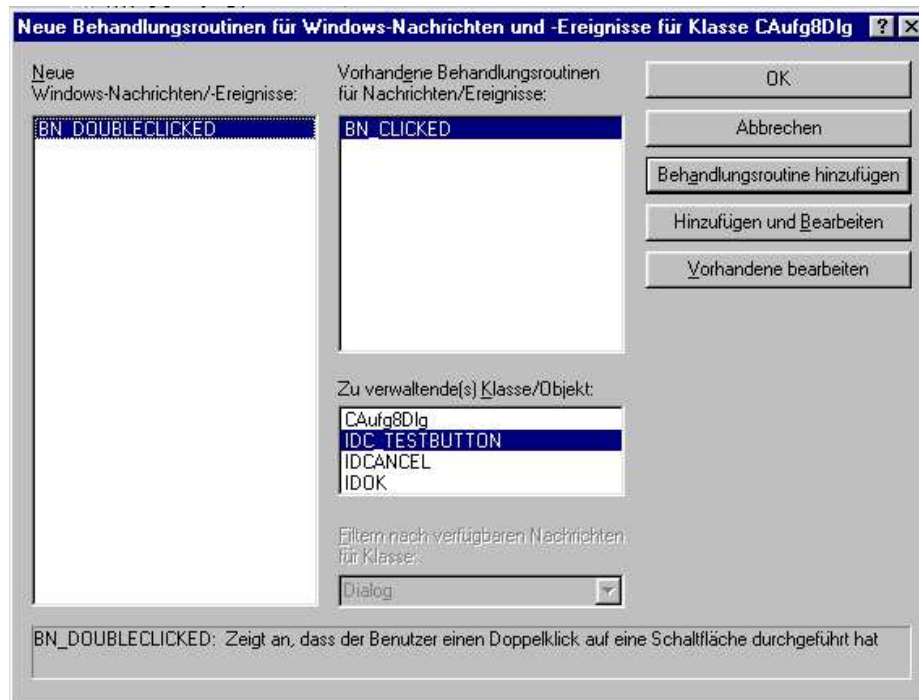 Neue Behandlungsroutinen für Windows-Nachrichten und -Ereignisse für Klasse CAufg8Dlg
Neue
Windows-Nachrichten/-Ereignisse:
BN_DOUBLECLICKED
Vorhandene Behandlungsroutinen
für Nachrichten/Ereignisse:
BN_CLICKED
Zu verwaltende(s) Klasse/Objekt:
CAufg8Dlg
IDC_TESTBUTTON
IDCANCEL
IDOK
Filtern nach verfügbaren Nachrichten
für Klasse:
Dialog
OK
Abbrechen
Behandlungsroutine hinzufügen
Hinzufügen und Bearbeiten
Vorhandene bearbeiten
BN_DOUBLECLICKED: Zeigt an, dass der Benutzer einen Doppelklick auf eine Schaltfläche durchgeführt hat